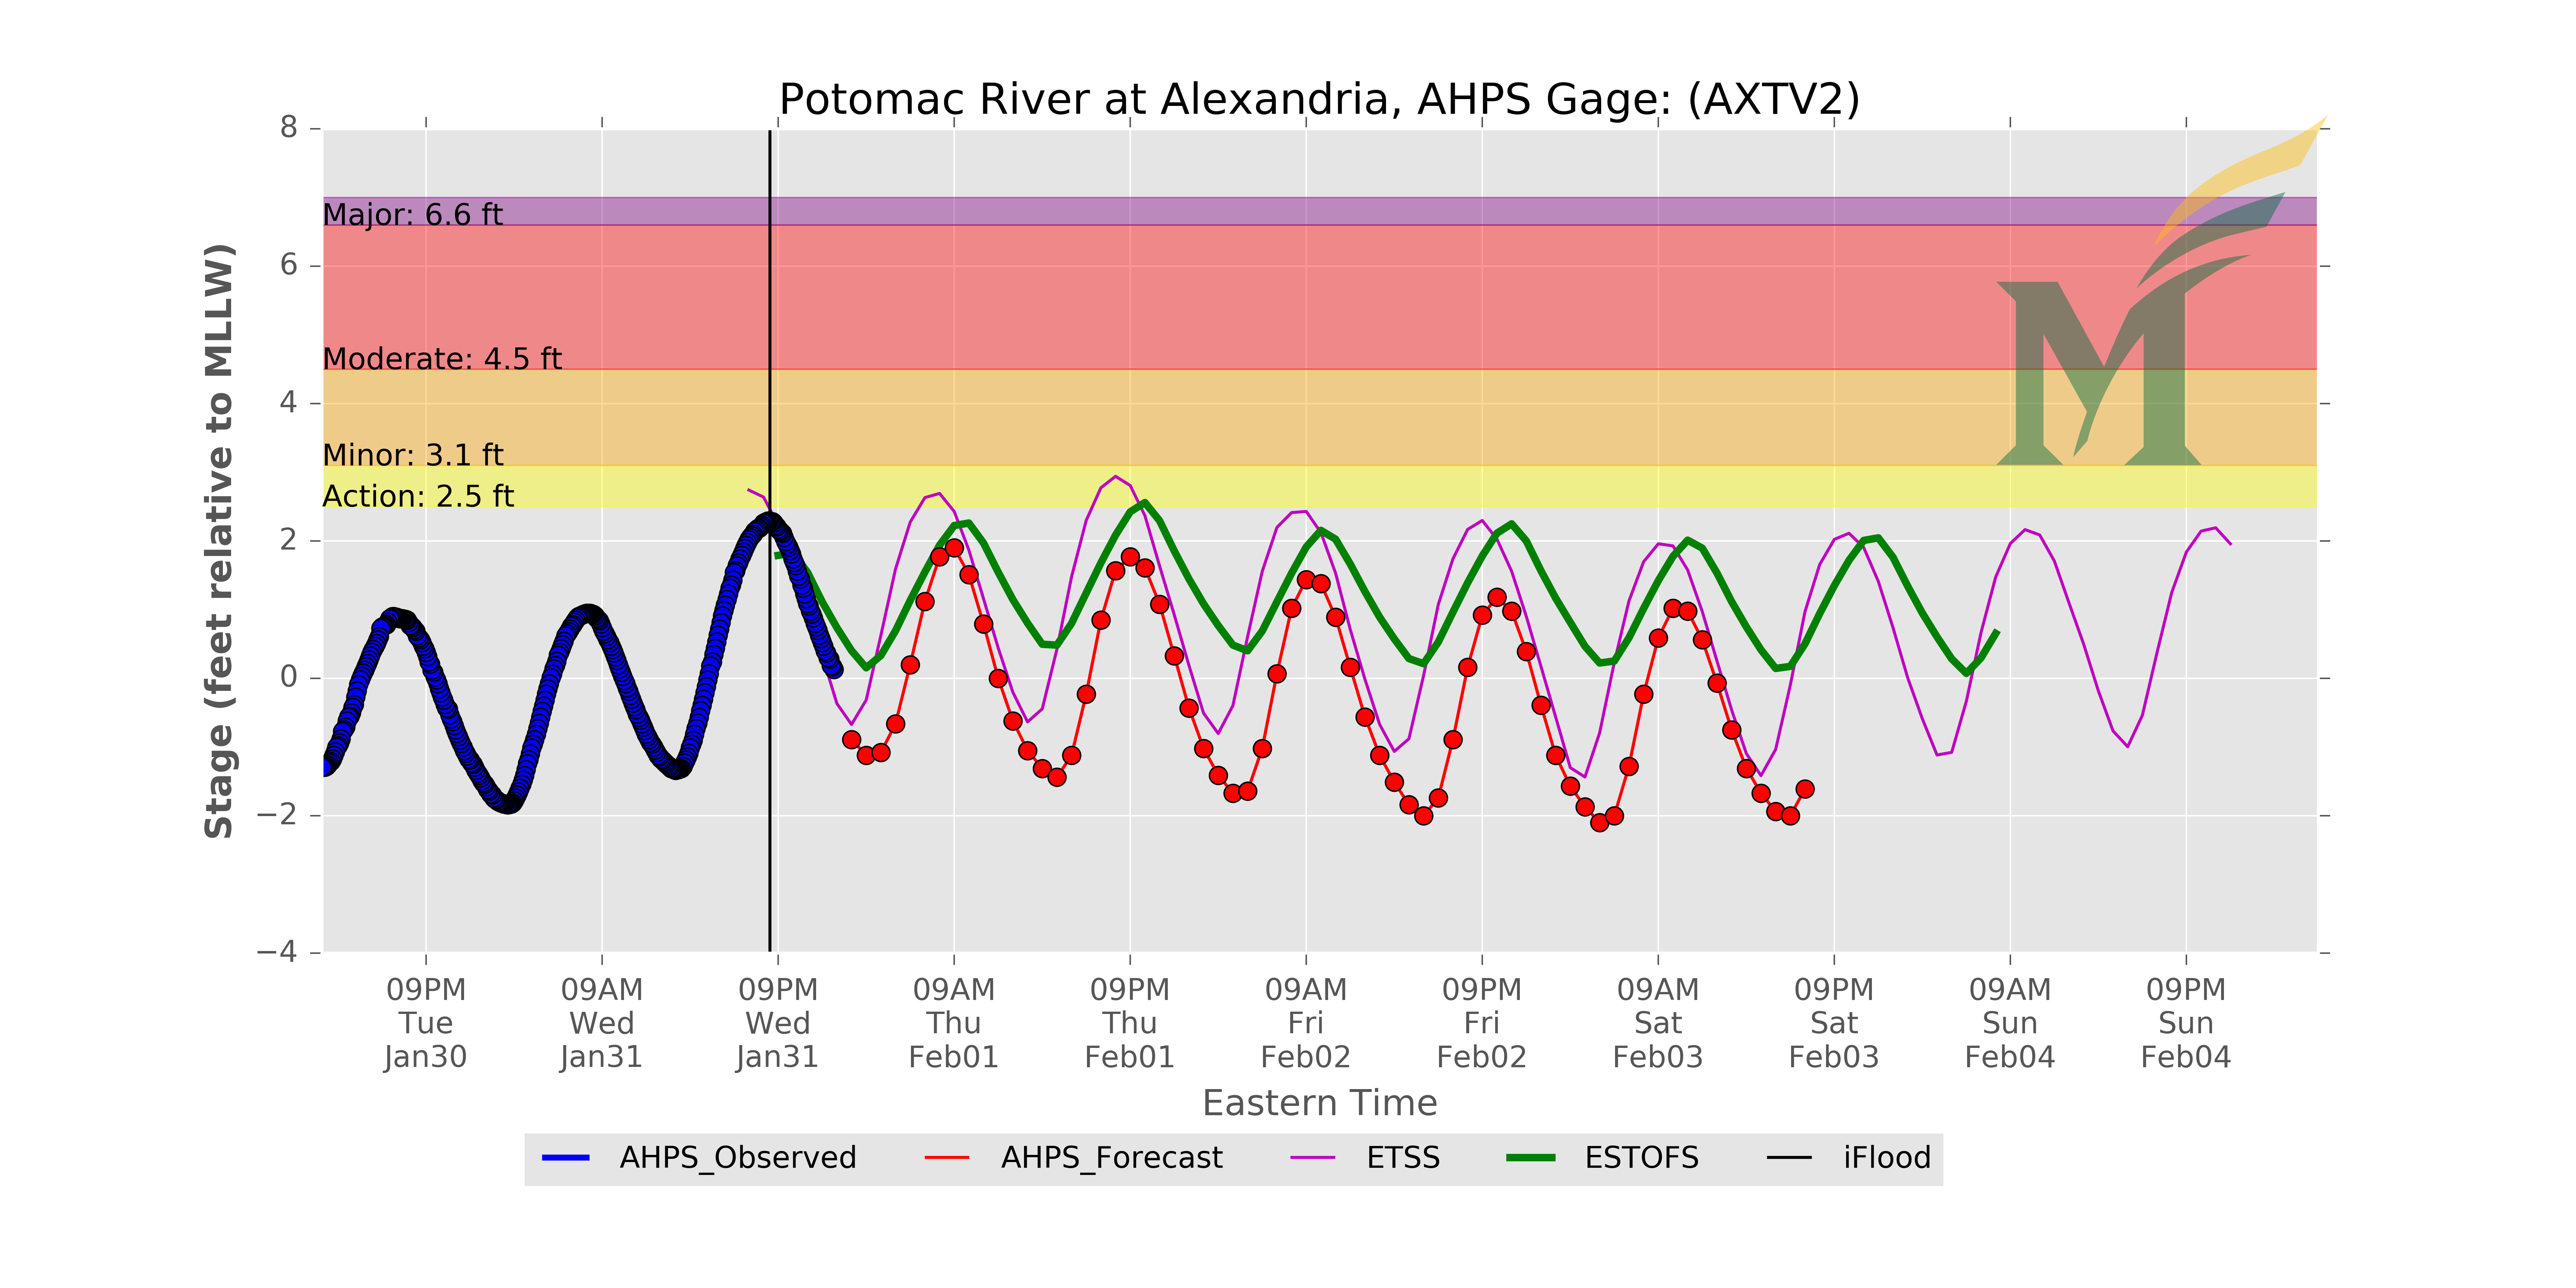 Potomac River at Alexandria, AHPS Gage: (AXTV2)
Stage (feet relative to MLLW)
8
6
4
2
0
−2
−4
Major: 6.6 ft
Moderate: 4.5 ft
Minor: 3.1 ft
Action: 2.5 ft
09PM Tue Jan30
09AM Wed Jan31
09PM Wed Jan31
09AM Thu Feb01
09PM Thu Feb01
09AM Fri Feb02
09PM Fri Feb02
09AM Sat Feb03
09PM Sat Feb03
09AM Sun Feb04
09PM Sun Feb04
Eastern Time
AHPS_Observed AHPS_Forecast ETSS ESTOFS iFlood